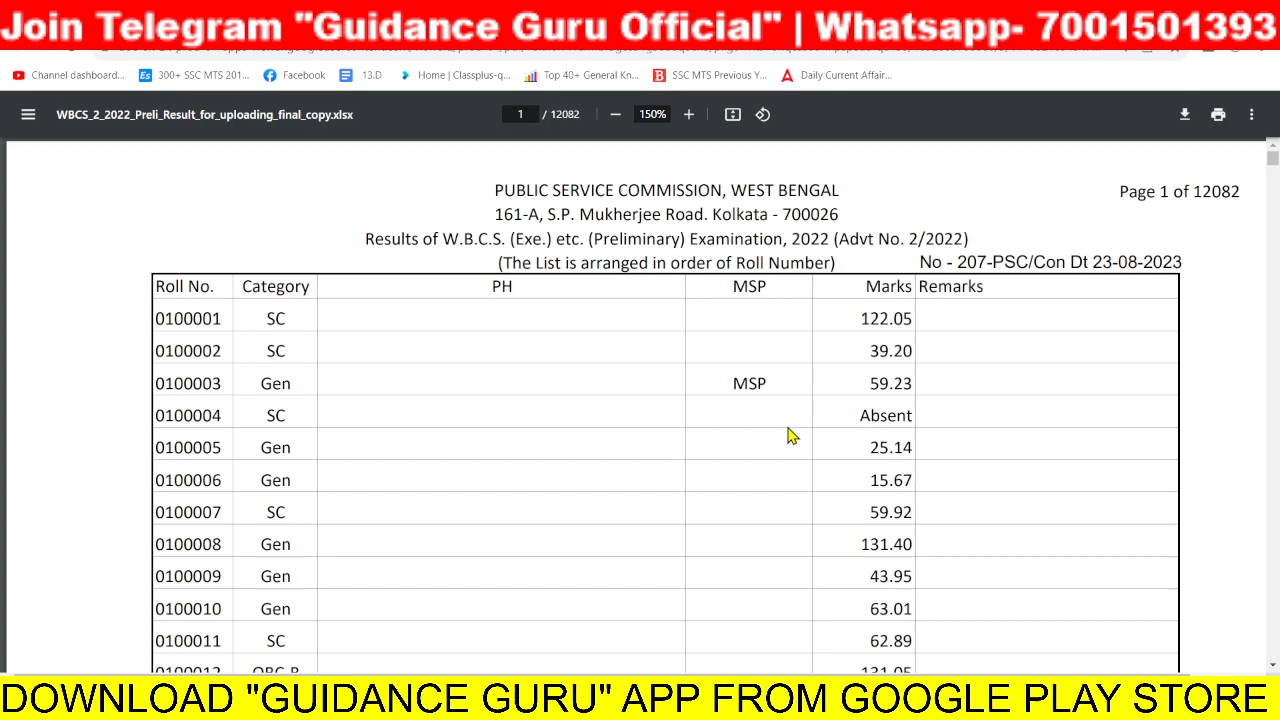 Join Telegram "Guidance Guru Official" | Whatsapp- 7001501393
Channel dashboard... 300+ SSC MTS 201... Facebook 13.D Home | Classplus-q... Top 40+ General Kn... SSC MTS Previous Y... Daily Current Affair...
WBCS_2_2022_Preli_Result_for_uploading_final_copy.xlsx 1 / 12082 150%
PUBLIC SERVICE COMMISSION, WEST BENGAL Page 1 of 12082
161-A, S.P. Mukherjee Road. Kolkata - 700026
Results of W.B.C.S. (Exe.) etc. (Preliminary) Examination, 2022 (Advt No. 2/2022)
(The List is arranged in order of Roll Number) No - 207-PSC/Con Dt 23-08-2023
Roll No. Category PH MSP Marks Remarks
0100001 SC 122.05
0100002 SC 39.20
0100003 Gen MSP 59.23
0100004 SC Absent
0100005 Gen 25.14
0100006 Gen 15.67
0100007 SC 59.92
0100008 Gen 131.40
0100009 Gen 43.95
0100010 Gen 63.01
0100011 SC 62.89
DOWNLOAD "GUIDANCE GURU" APP FROM GOOGLE PLAY STORE